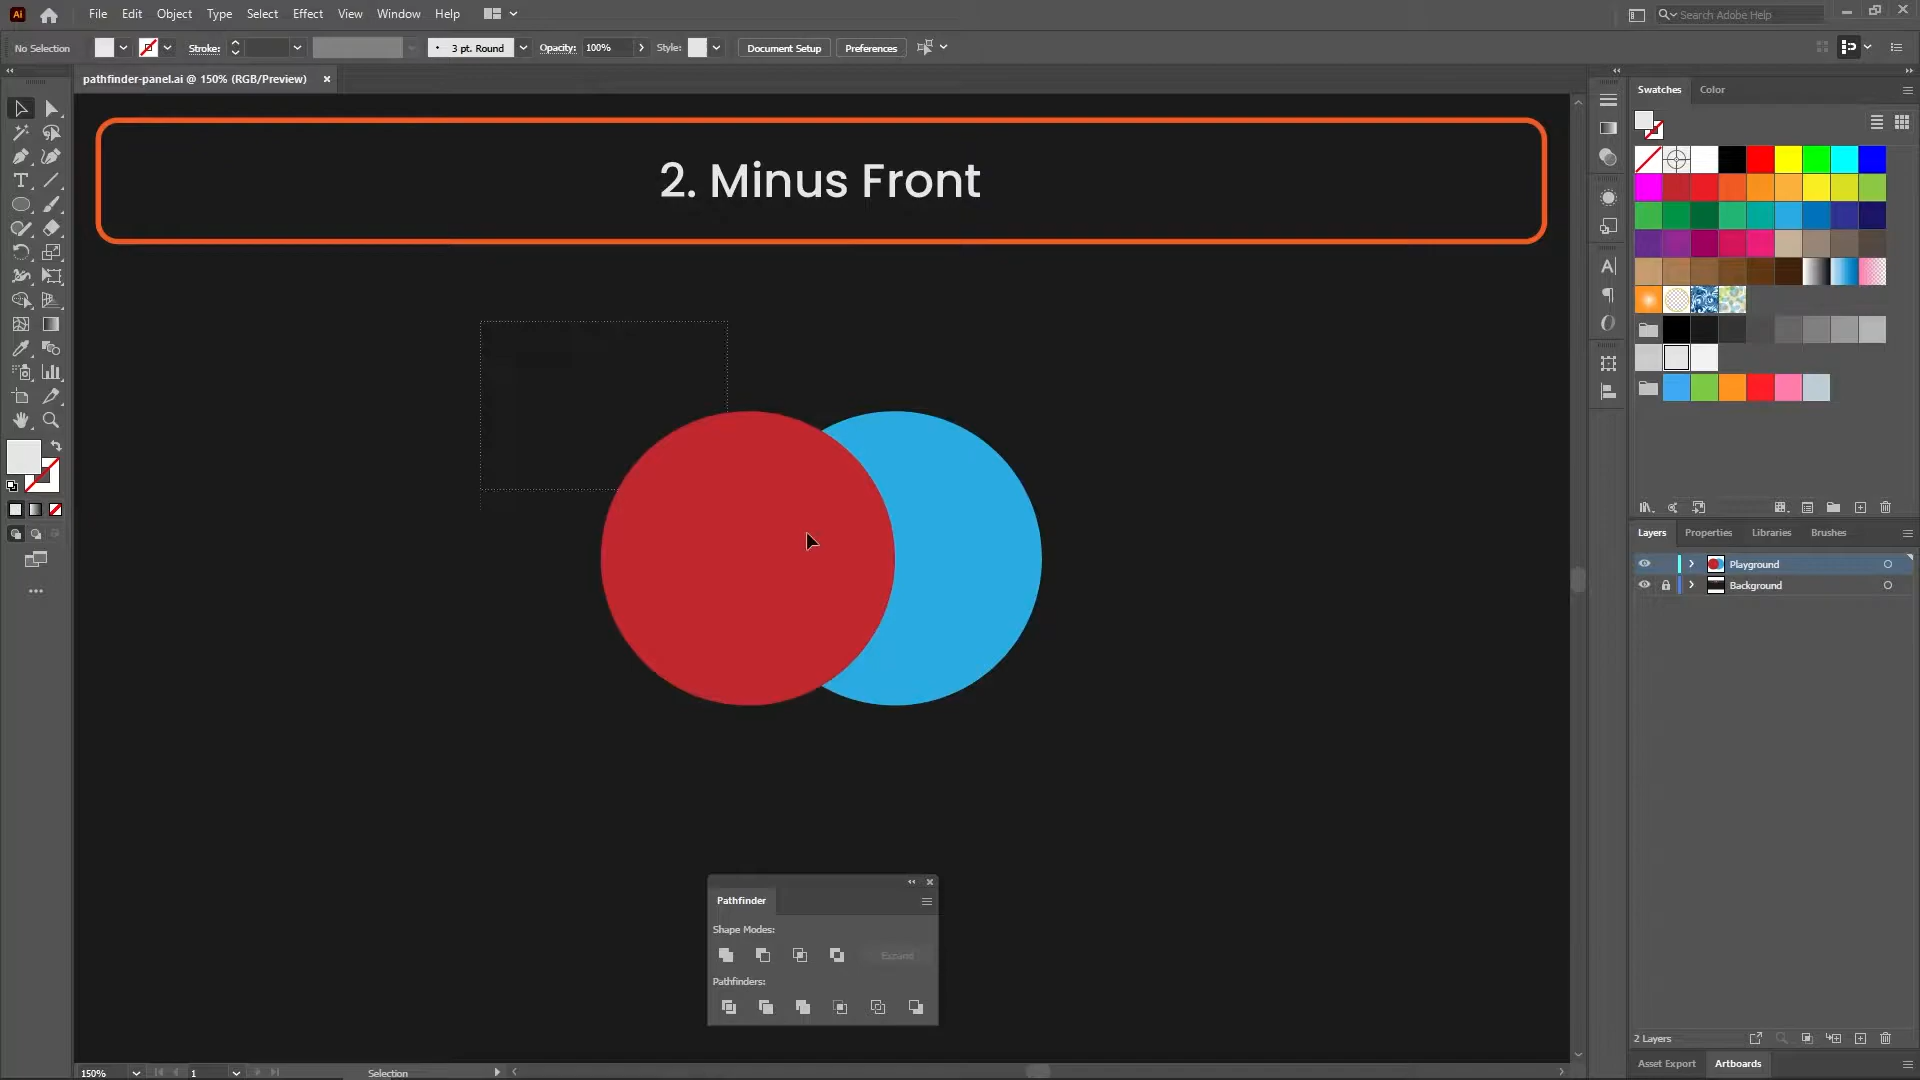 Ai File Edit Object Type Select Effect View Window Help Search Adobe Help
No Selection Stroke: 3 pt. Round Opacity: 100% Style: Document Setup Preferences
pathfinder-panel.ai @ 150% (RGB/Preview)
Swatches Color
2. Minus Front
Layers Properties Libraries Brushes
Playground
Background
Pathfinder
Shape Modes:
Expand
Pathfinders:
2 Layers
Asset Export Artboards
150% 1 Selection